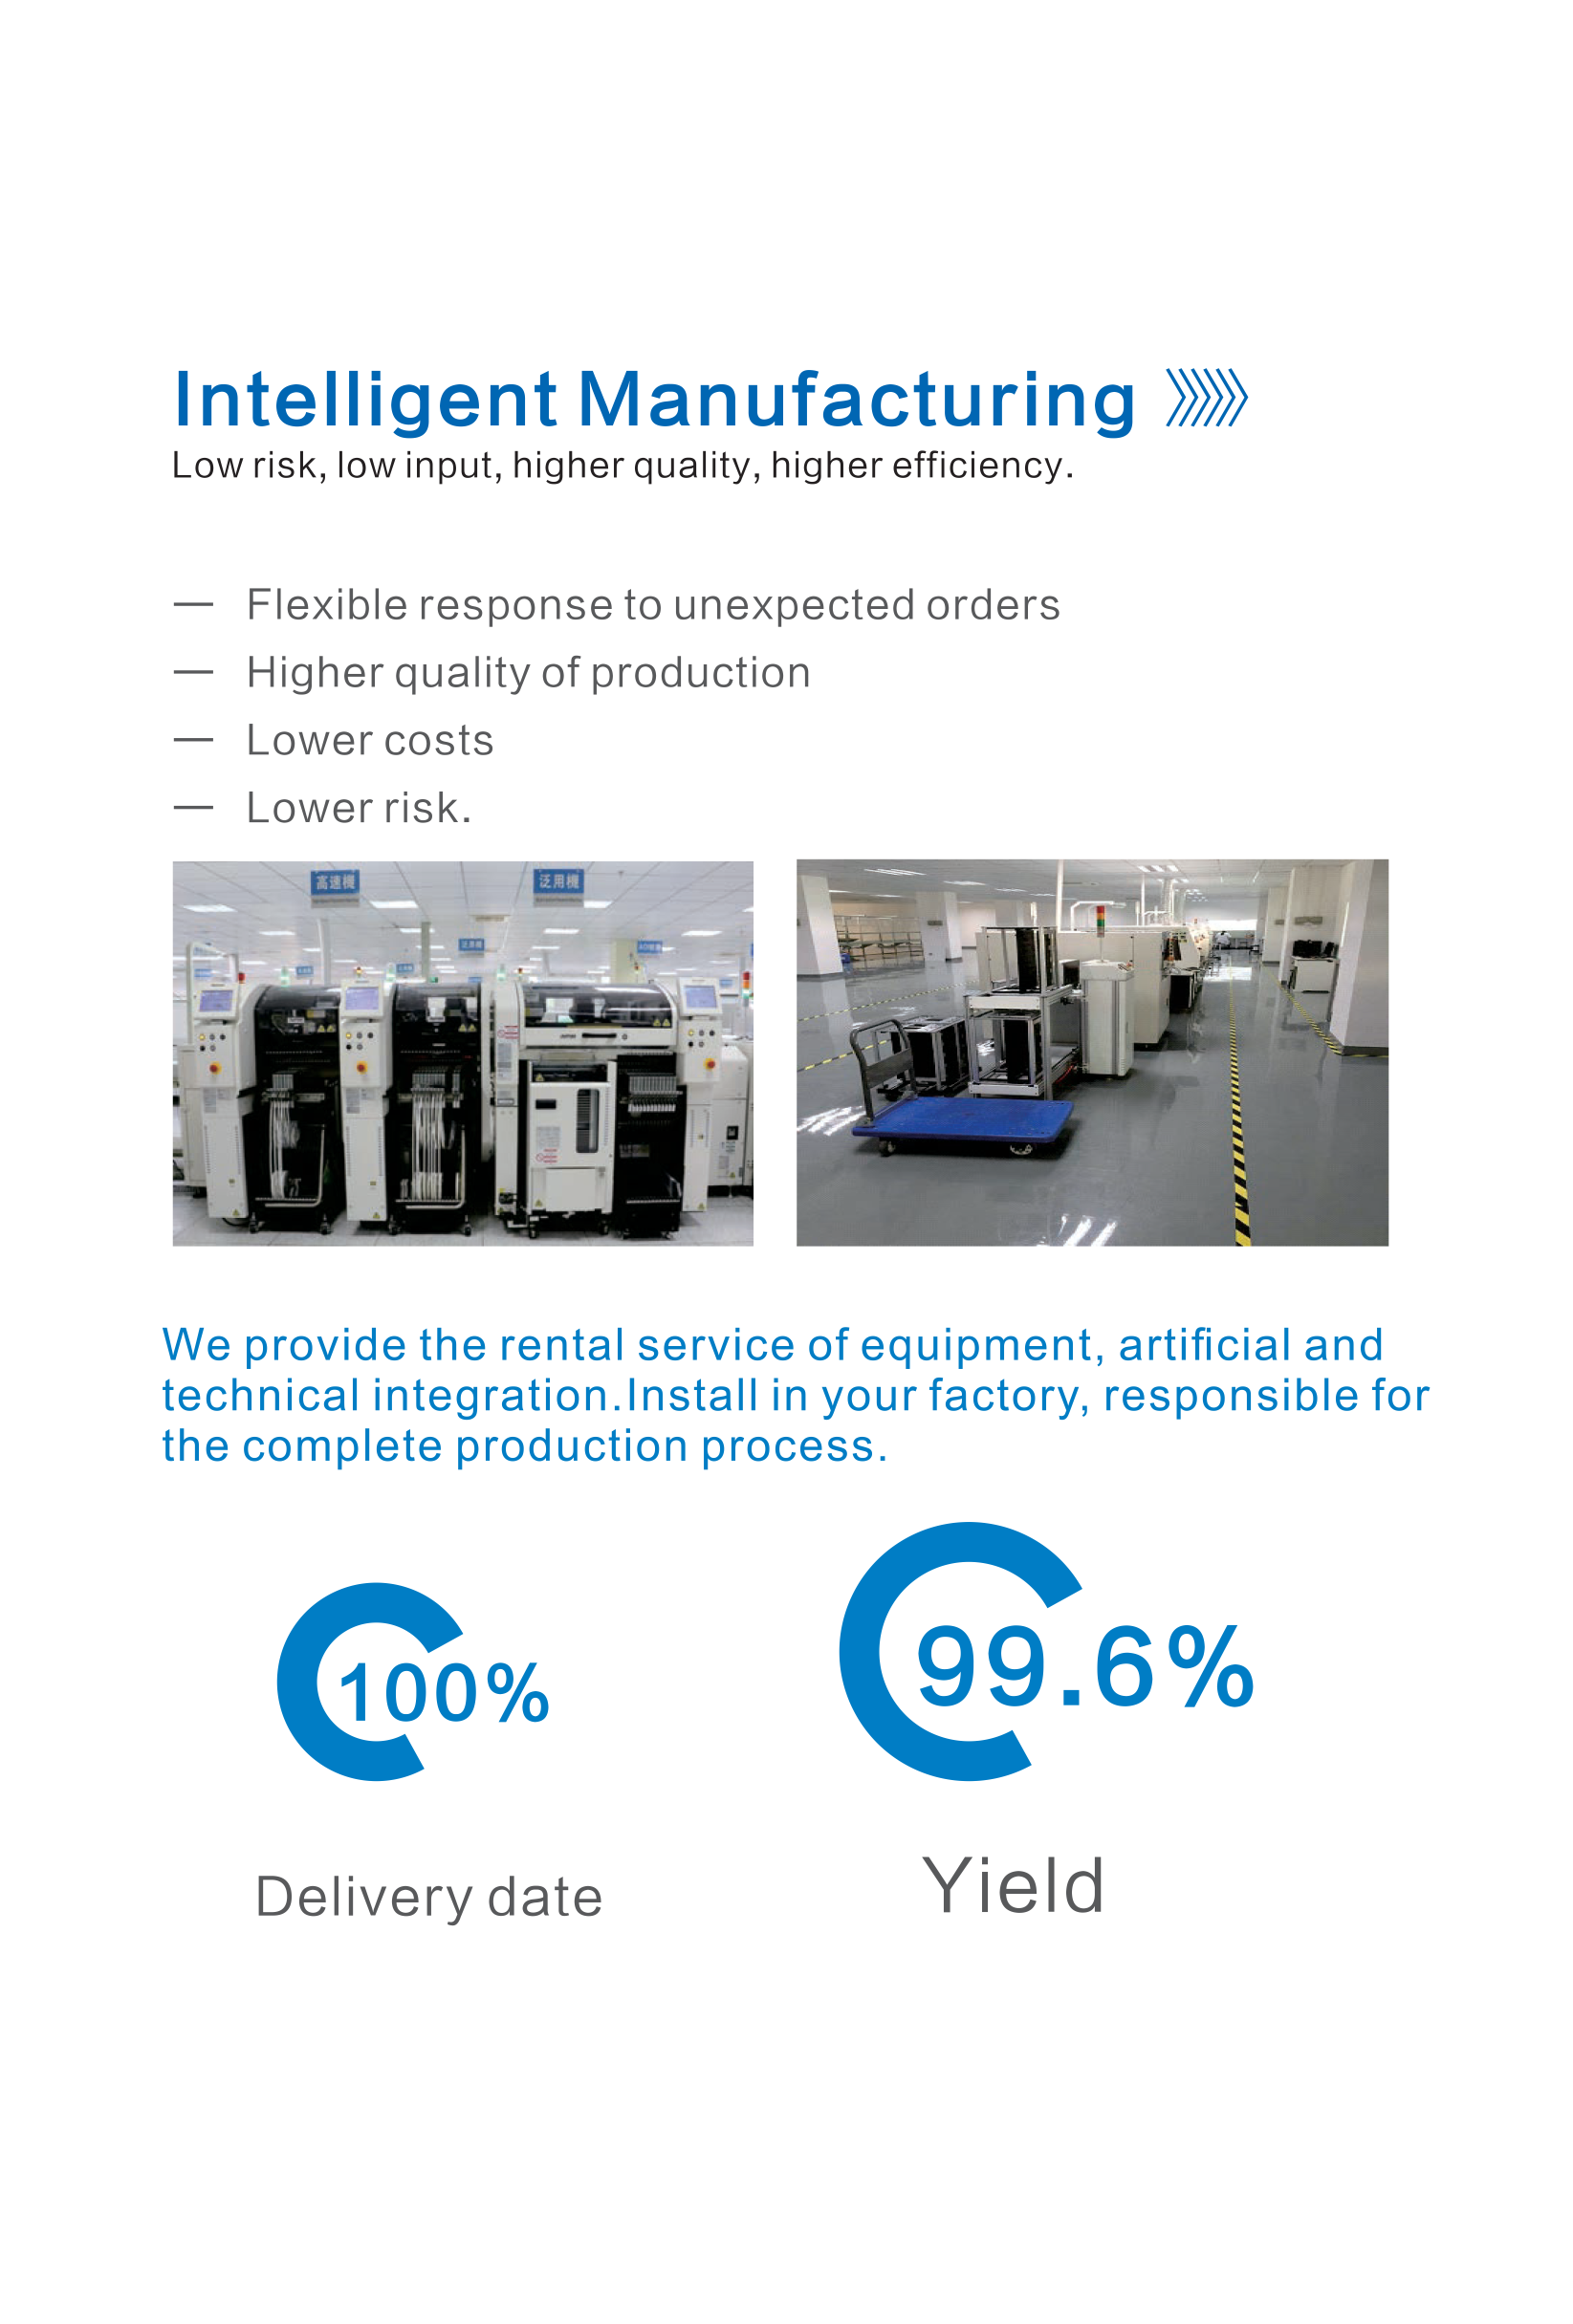 Intelligent Manufacturing
Low risk, low input, higher quality, higher efficiency.
— Flexible response to unexpected orders
— Higher quality of production
— Lower costs
— Lower risk.
高速機
泛用機
We provide the rental service of equipment, artificial and
technical integration.Install in your factory, responsible for
the complete production process.
100%
99.6%
Delivery date
Yield